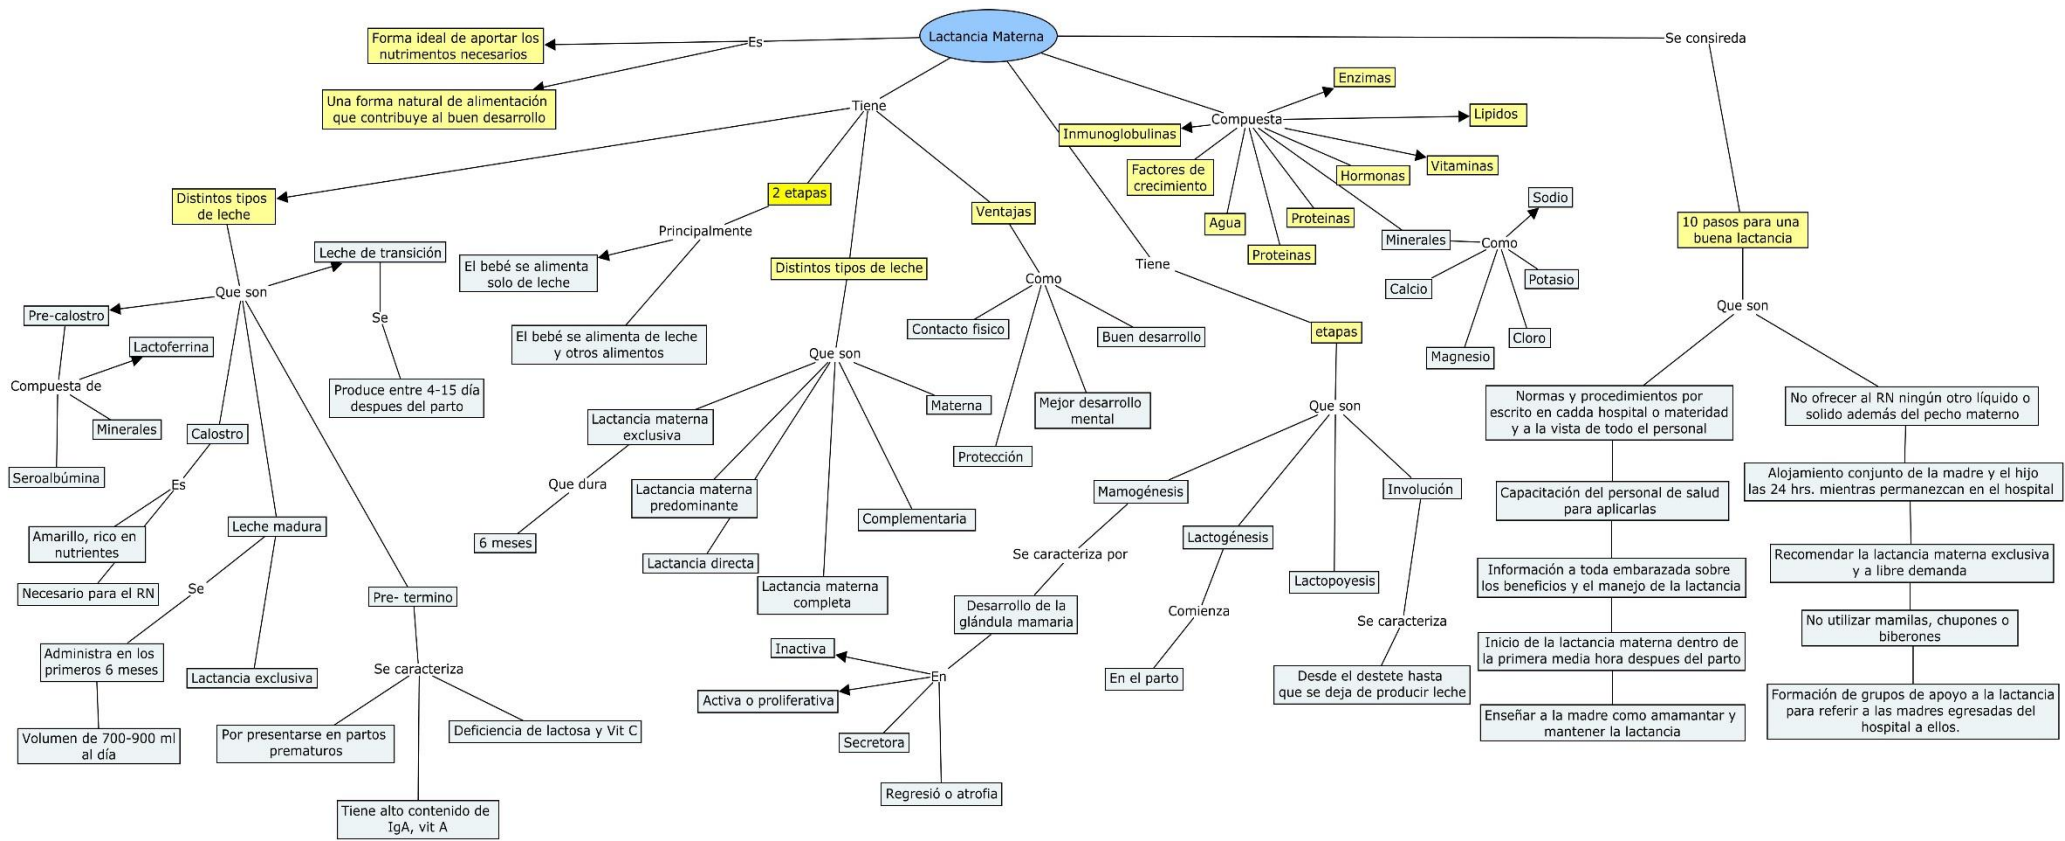 Lactancia Materna
Es
Forma ideal de aportar los
nutrimentos necesarios
Una forma natural de alimentación
que contribuye al buen desarrollo
Tiene
Distintos tipos
de leche
Que son
Pre-calostro
Compuesta de
Lactoferrina
Minerales
Seroalbúmina
Calostro
Es
Amarillo, rico en
nutrientes
Necesario para el RN
Leche madura
Se
Administra en los
primeros 6 meses
Volumen de 700-900 ml
al día
Lactancia exclusiva
Pre- termino
Se caracteriza
Por presentarse en partos
prematuros
Tiene alto contenido de
IgA, vit A
Deficiencia de lactosa y Vit C
Leche de transición
Se
Produce entre 4-15 día
despues del parto
2 etapas
Principalmente
El bebé se alimenta
solo de leche
El bebé se alimenta de leche
y otros alimentos
Distintos tipos de leche
Que son
Lactancia materna
exclusiva
Que dura
6 meses
Lactancia materna
predominante
Lactancia directa
Lactancia materna
completa
Complementaria
Materna
Ventajas
Como
Contacto fisico
Protección
Mejor desarrollo
mental
Buen desarrollo
Tiene
etapas
Que son
Mamogénesis
Se caracteriza por
Desarrollo de la
glándula mamaria
En
Inactiva
Activa o proliferativa
Secretora
Regresió o atrofia
Lactogénesis
Comienza
En el parto
Lactopoyesis
Involución
Se caracteriza
Desde el destete hasta
que se deja de producir leche
Compuesta
Enzimas
Lipidos
Inmunoglobulinas
Vitaminas
Factores de
crecimiento
Hormonas
Agua
Proteinas
Proteinas
Minerales
Como
Sodio
Potasio
Calcio
Cloro
Magnesio
Se consireda
10 pasos para una
buena lactancia
Que son
Normas y procedimientos por
escrito en cadda hospital o materidad
y a la vista de todo el personal
Capacitación del personal de salud
para aplicarlas
Información a toda embarazada sobre
los beneficios y el manejo de la lactancia
Inicio de la lactancia materna dentro de
la primera media hora despues del parto
Enseñar a la madre como amamantar y
mantener la lactancia
No ofrecer al RN ningún otro líquido o
solido además del pecho materno
Alojamiento conjunto de la madre y el hijo
las 24 hrs. mientras permanezcan en el hospital
Recomendar la lactancia materna exclusiva
y a libre demanda
No utilizar mamilas, chupones o
biberones
Formación de grupos de apoyo a la lactancia
para referir a las madres egresadas del
hospital a ellos.